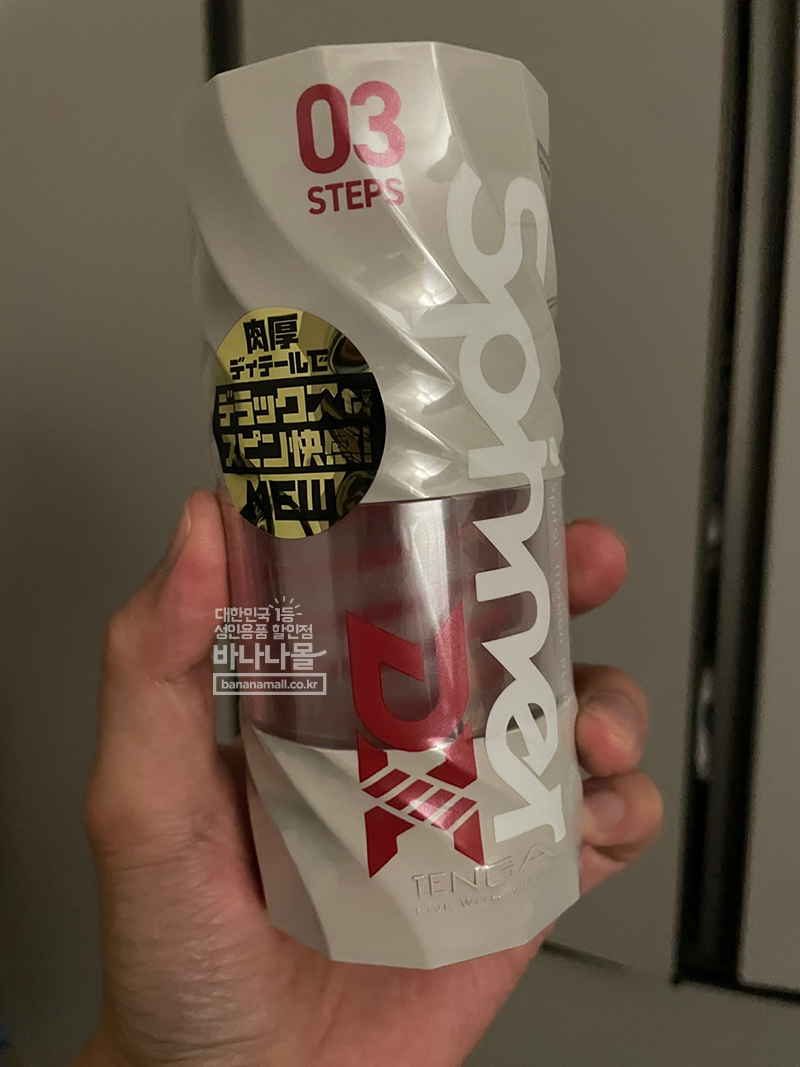 03
STEPS
Spinner
肉厚
ディテールで
デラックスな
スピン快感!!
NEW
DX
TENGA
대한민국 1등
성인용품 할인점
바나나몰
bananamall.co.kr